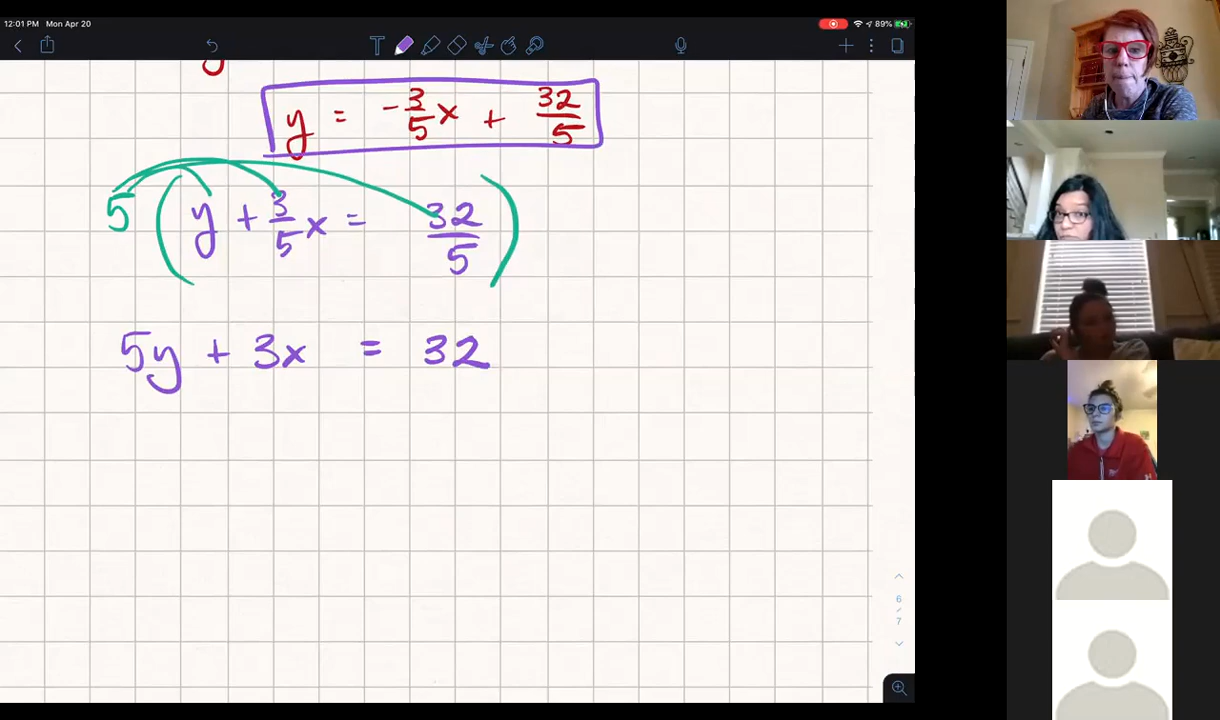 12:01 PM Mon Apr 20
89%
T
y = -3/5x + 32/5
5(y + 3/5x = 32/5)
5y + 3x = 32
6
/
7